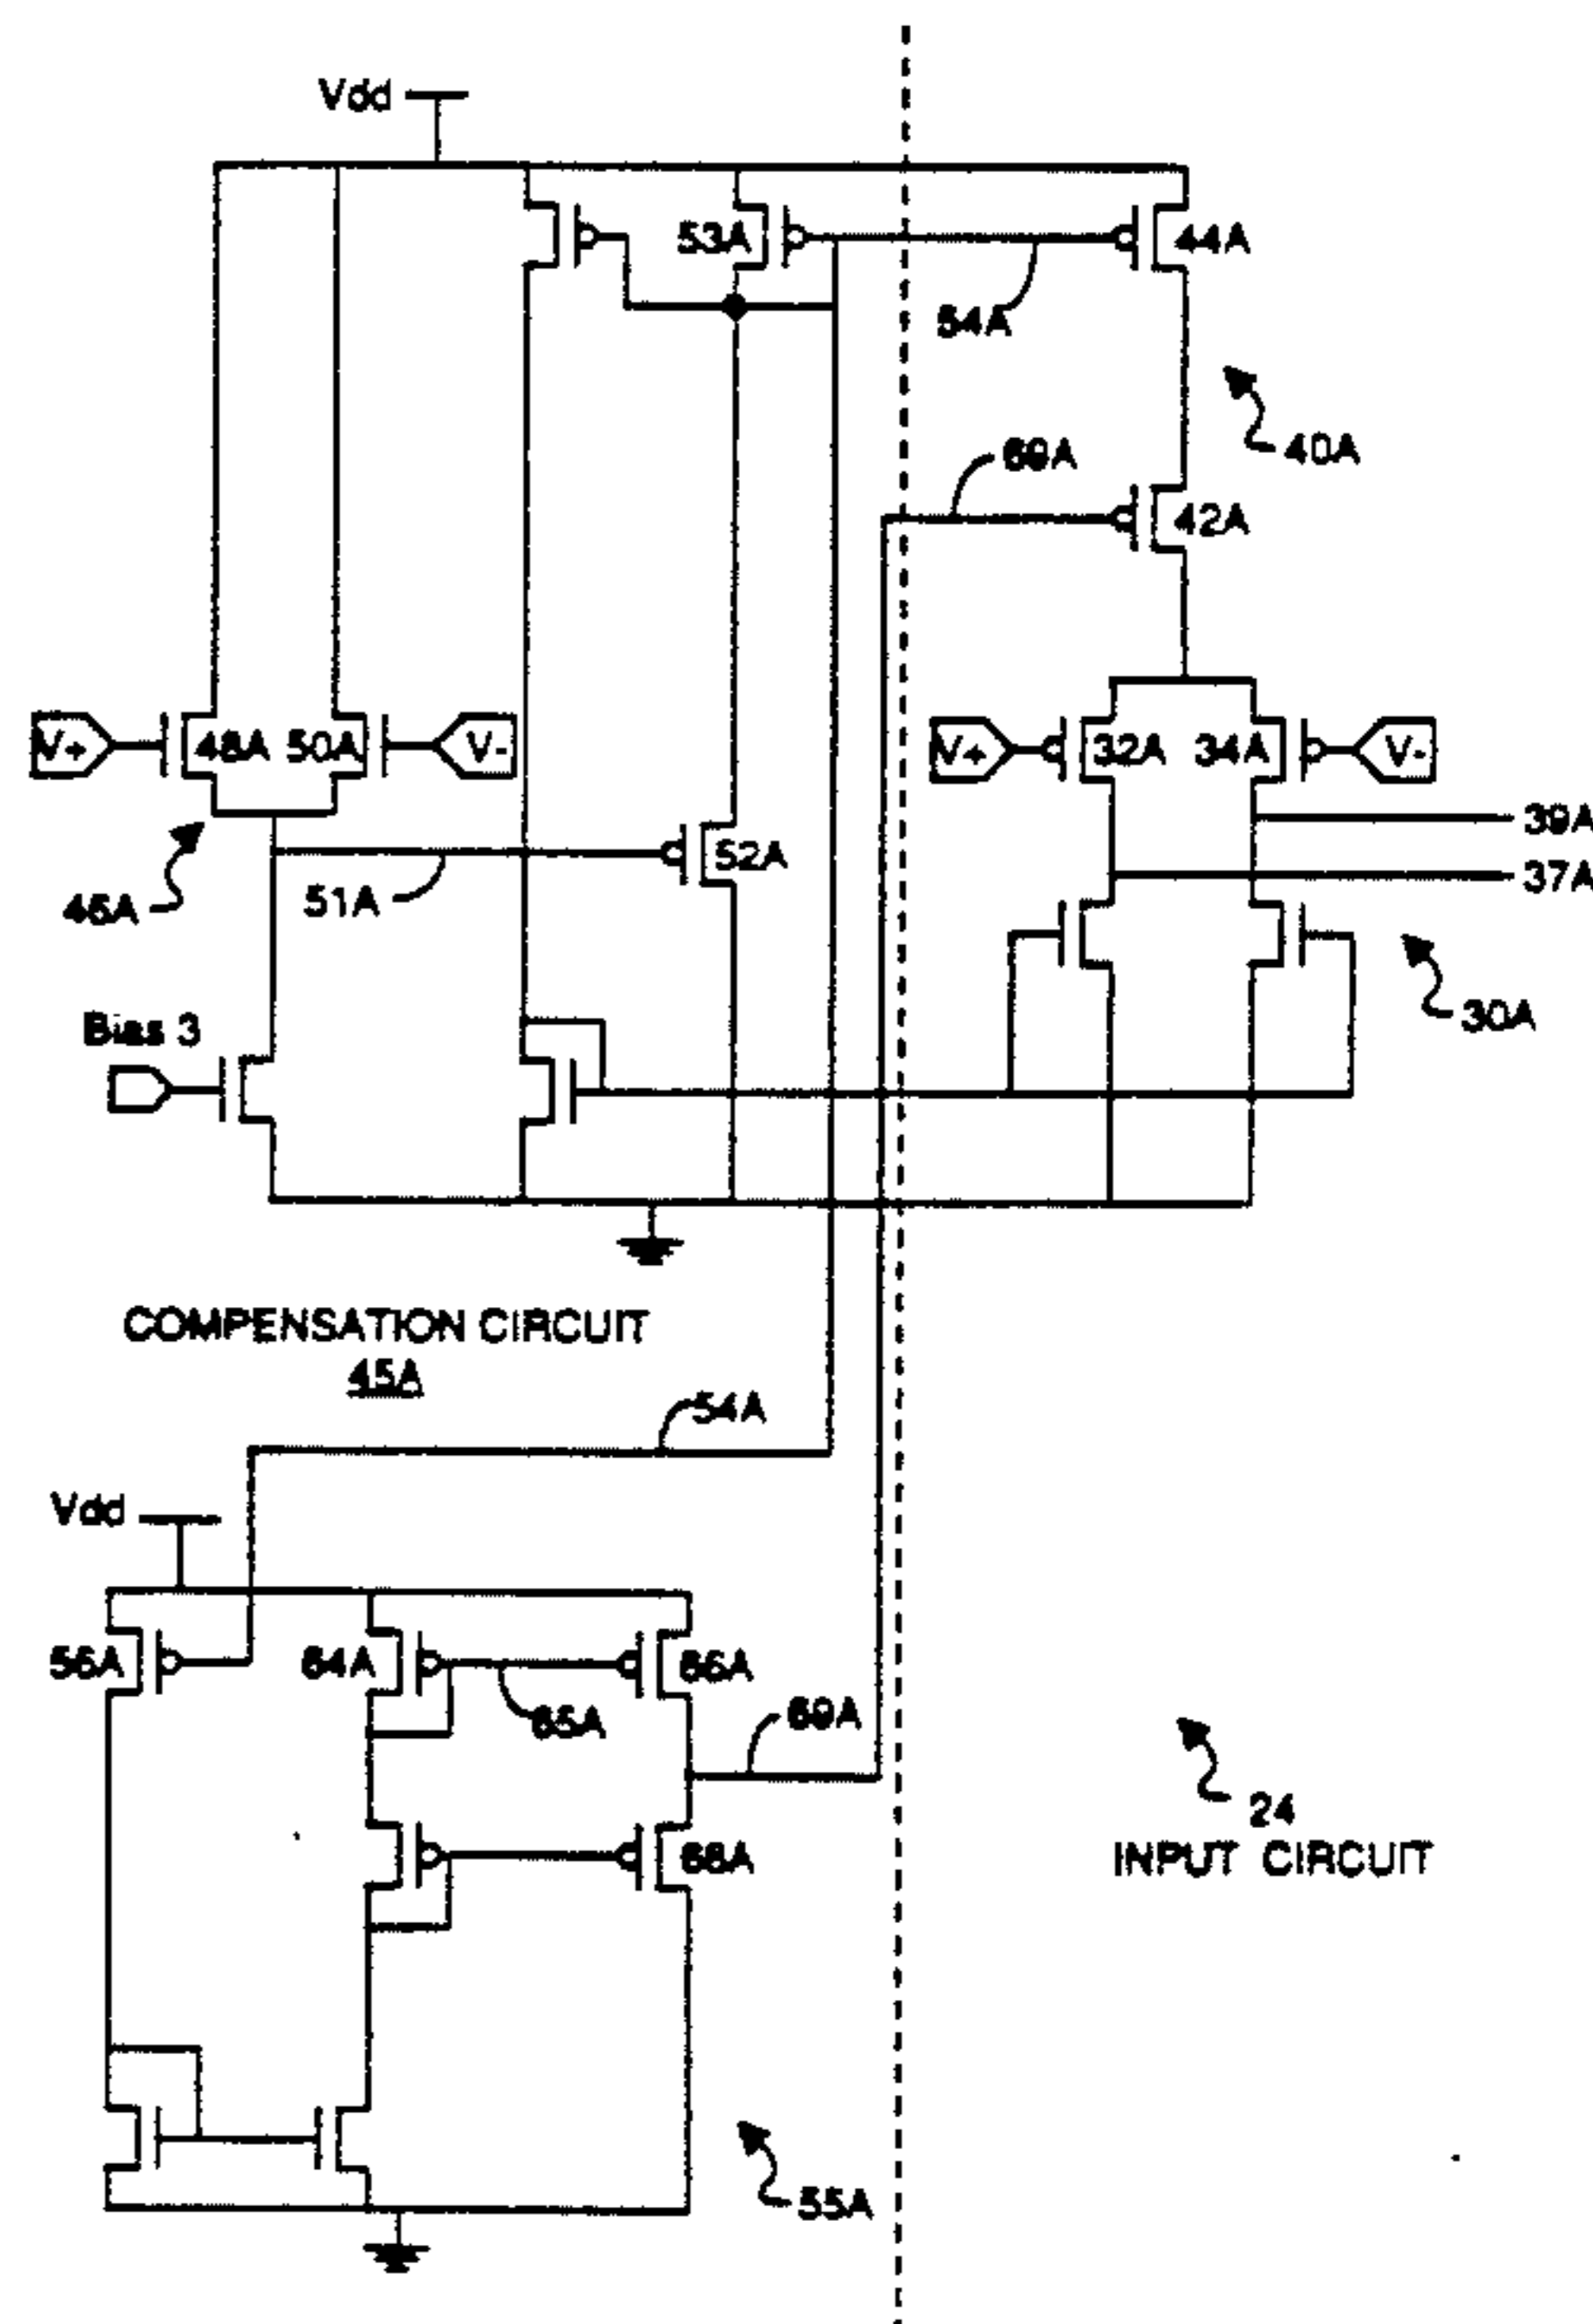 Vdd
53A
44A
54A
40A
69A
42A
V+
48A
50A
V-
V+
32A
34A
V-
39A
52A
37A
46A
51A
30A
Bias 3
COMPENSATION CIRCUIT
45A
54A
Vdd
56A
64A
66A
65A
69A
24
68A
INPUT CIRCUIT
55A